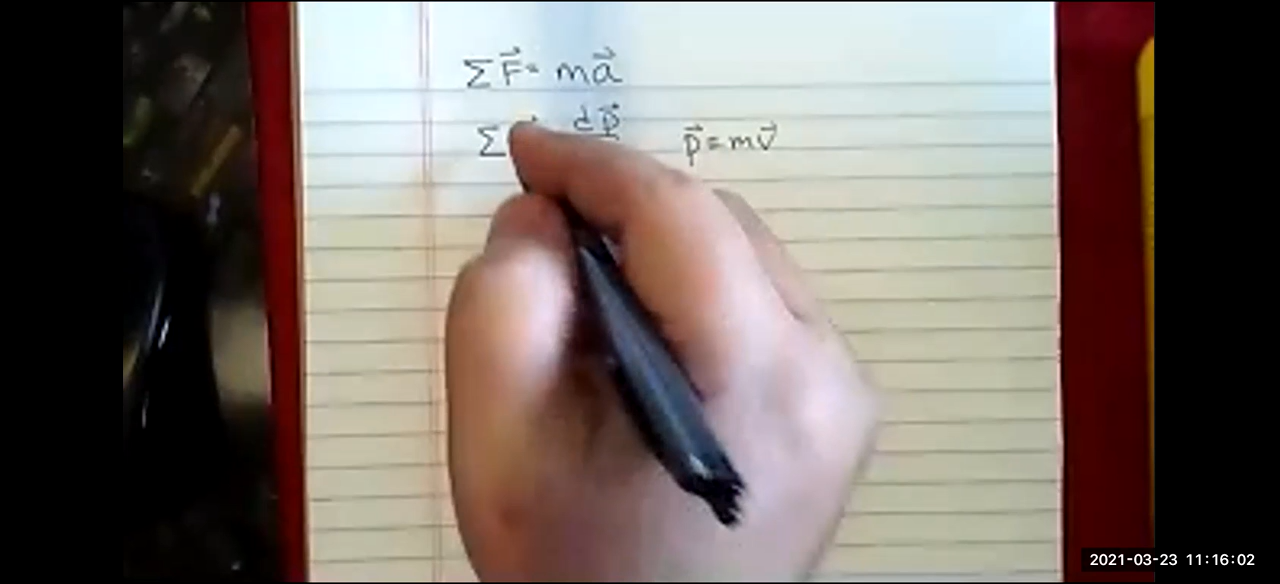 ΣF⃗ = ma⃗
Σ dp⃗ p⃗ = mv⃗
2021-03-23 11:16:02